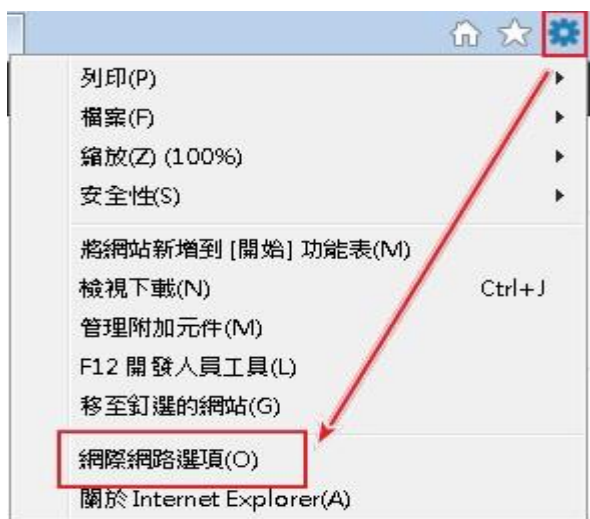 列印(P)
檔案(F)
縮放(Z) (100%)
安全性(S)
將網站新增到 [開始] 功能表(M)
檢視下載(N) Ctrl+J
管理附加元件(M)
F12 開發人員工具(L)
移至釘選的網站(G)
網際網路選項(O)
關於 Internet Explorer(A)